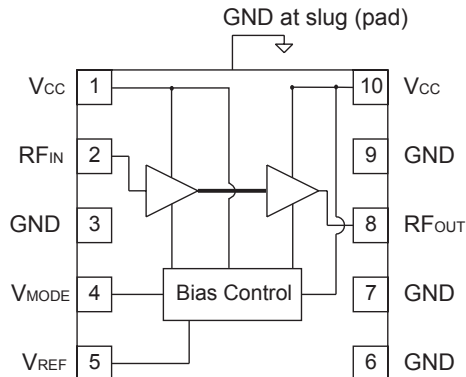 GND at slug (pad)
VCC 1 10 VCC
RFIN 2 9 GND
GND 3 8 RFOUT
VMODE 4 Bias Control 7 GND
VREF 5 6 GND